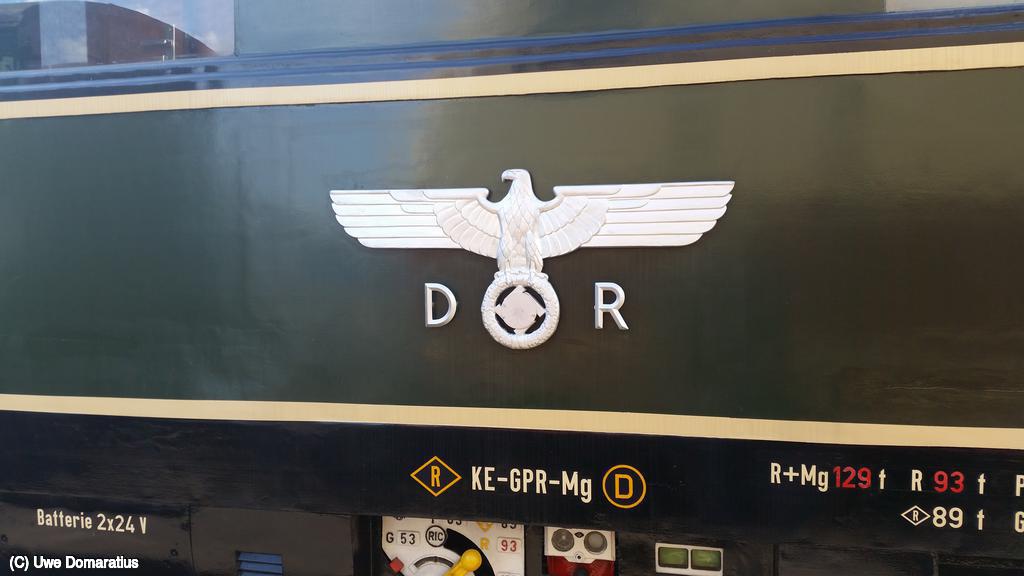 D R
R KE-GPR-Mg D
R+Mg 129 t R 93 t P
R 89 t G
Batterie 2x24 V
G 53 RIC R 93
(C) Uwe Domaratius